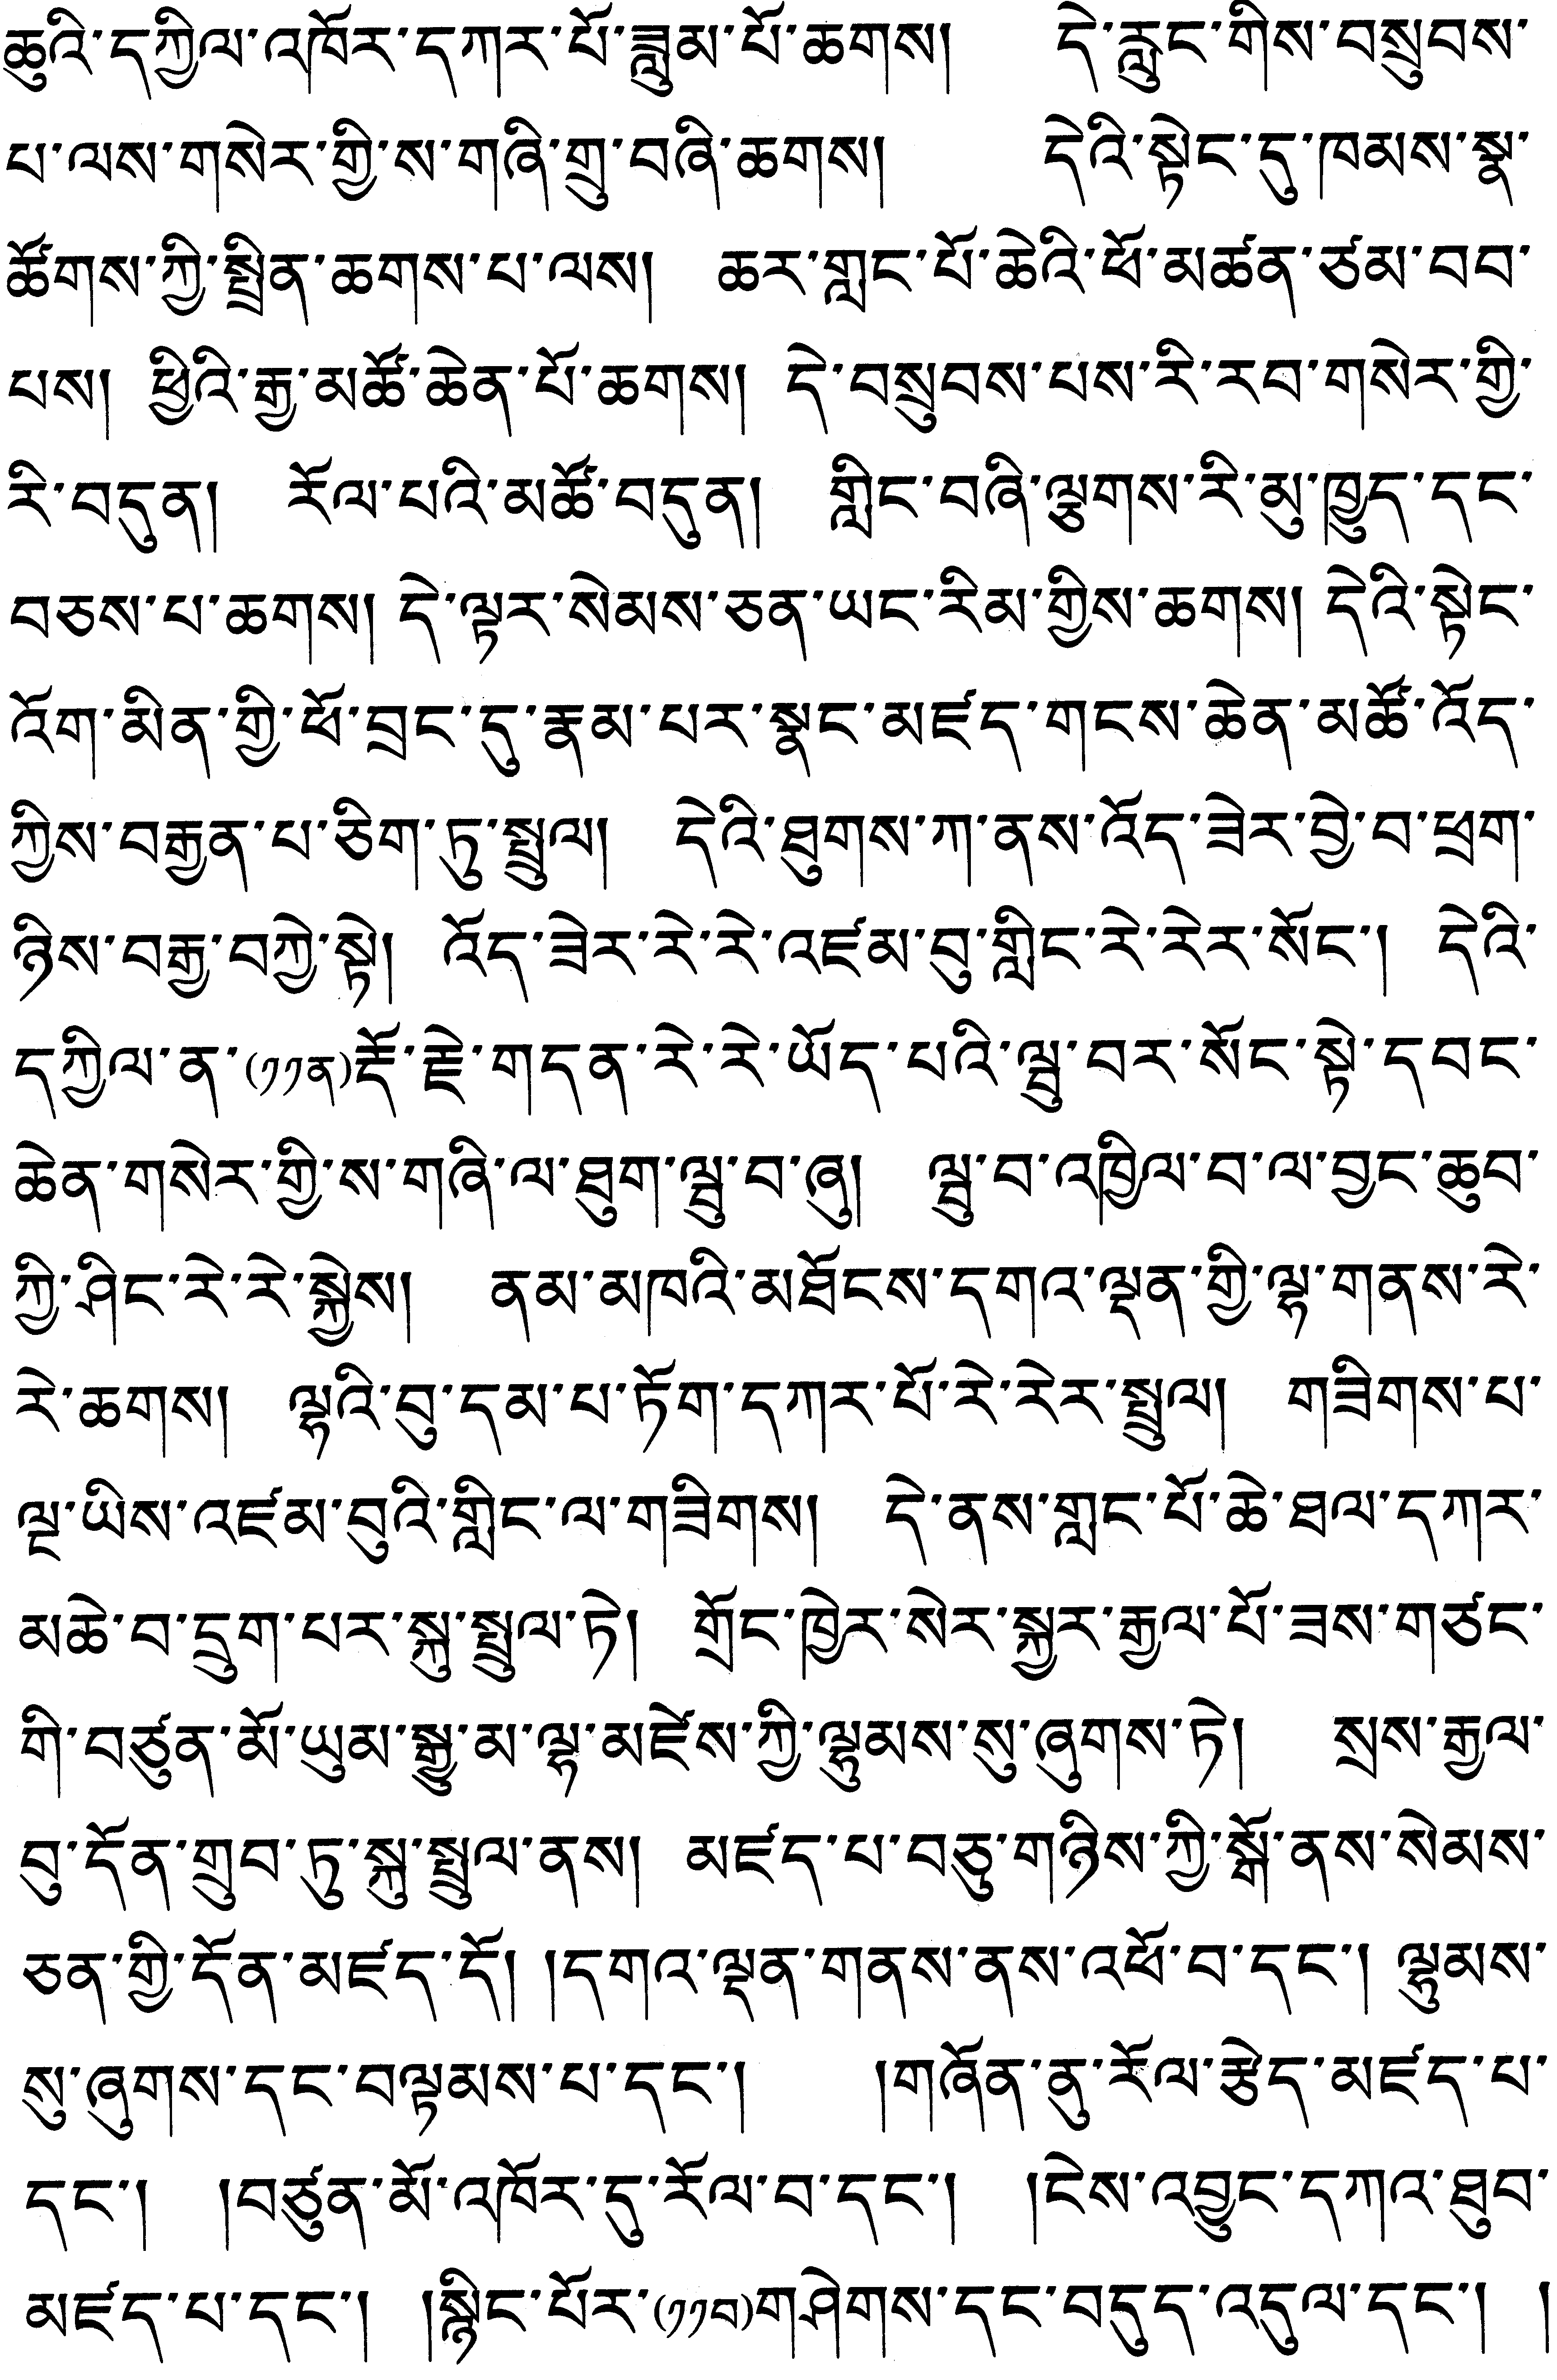 ཆུའི་དཀྱིལ་འཁོར་དཀར་པོ་ཟླུམ་པོ་ཆགས། དེ་རླུང་གིས་བསྲུབས་
པ་ལས་གསེར་གྱི་ས་གཞི་གྲུ་བཞི་ཆགས། དེའི་སྟེང་དུ་ཁམས་སྣ་
ཚོགས་ཀྱི་སྤྲིན་ཆགས་པ་ལས། ཆར་གླང་པོ་ཆེའི་ཕོ་མཚན་ཙམ་བབ་
པས། ཕྱིའི་རྒྱ་མཚོ་ཆེན་པོ་ཆགས། དེ་བསྲུབས་པས་རི་རབ་གསེར་གྱི་
རི་བདུན། རོལ་པའི་མཚོ་བདུན། གླིང་བཞི་ལྕགས་རི་མུ་ཁྱུད་དང་
བཅས་པ་ཆགས། དེ་ལྟར་སེམས་ཅན་ཡང་རིམ་གྱིས་ཆགས། དེའི་སྟེང་
འོག་མིན་གྱི་ཕོ་བྲང་དུ་རྣམ་པར་སྣང་མཛད་གངས་ཆེན་མཚོ་འོད་
ཀྱིས་བརྒྱན་པ་ཅིག་ཏུ་སྤྲུལ། དེའི་ཐུགས་ཀ་ནས་འོད་ཟེར་བྱེ་བ་ཕྲག་
ཉིས་བརྒྱ་བཀྱེ་སྟེ། འོད་ཟེར་རེ་རེ་འཛམ་བུ་གླིང་རེ་རེར་སོང་། དེའི་
དཀྱིལ་ན་(༡༡ན)རྡོ་རྗེ་གདན་རེ་རེ་ཡོད་པའི་ལྦུ་བར་སོང་སྟེ་དབང་
ཆེན་གསེར་གྱི་ས་གཞི་ལ་ཐུག་ལྦུ་བ་ཞུ། ལྦུ་བ་འཁྱིལ་བ་ལ་བྱང་ཆུབ་
ཀྱི་ཤིང་རེ་རེ་སྐྱེས། ནམ་མཁའི་མཐོངས་དགའ་ལྡན་གྱི་ལྷ་གནས་རེ་
རེ་ཆགས། ལྷའི་བུ་དམ་པ་ཏོག་དཀར་པོ་རེ་རེར་སྤྲུལ། གཟིགས་པ་
ལྔ་ཡིས་འཛམ་བུའི་གླིང་ལ་གཟིགས། དེ་ནས་གླང་པོ་ཆེ་ཐལ་དཀར་
མཆེ་བ་དྲུག་པར་སྐུ་སྤྲུལ་ཏེ། གྲོང་ཁྱེར་སེར་སྐྱར་རྒྱལ་པོ་ཟས་གཙང་
གི་བཙུན་མོ་ཡུམ་སྒྱུ་མ་ལྷ་མཛེས་ཀྱི་ལྷུམས་སུ་ཞུགས་ཏེ། སྲས་རྒྱལ་
བུ་དོན་གྲུབ་ཏུ་སྐུ་སྤྲུལ་ནས། མཛད་པ་བཅུ་གཉིས་ཀྱི་སྒོ་ནས་སེམས་
ཅན་གྱི་དོན་མཛད་དོ། །དགའ་ལྡན་གནས་ནས་འཕོ་བ་དང་། ལྷུམས་
སུ་ཞུགས་དང་བལྟམས་པ་དང་། །གཞོན་ནུ་རོལ་རྩེད་མཛད་པ་
དང་། །བཙུན་མོ་འཁོར་དུ་རོལ་བ་དང་། །ངེས་འབྱུང་དཀའ་ཐུབ་
མཛད་པ་དང་། །སྙིང་པོར་(༡༡བ)གཤེགས་དང་བདུད་འདུལ་དང་། །